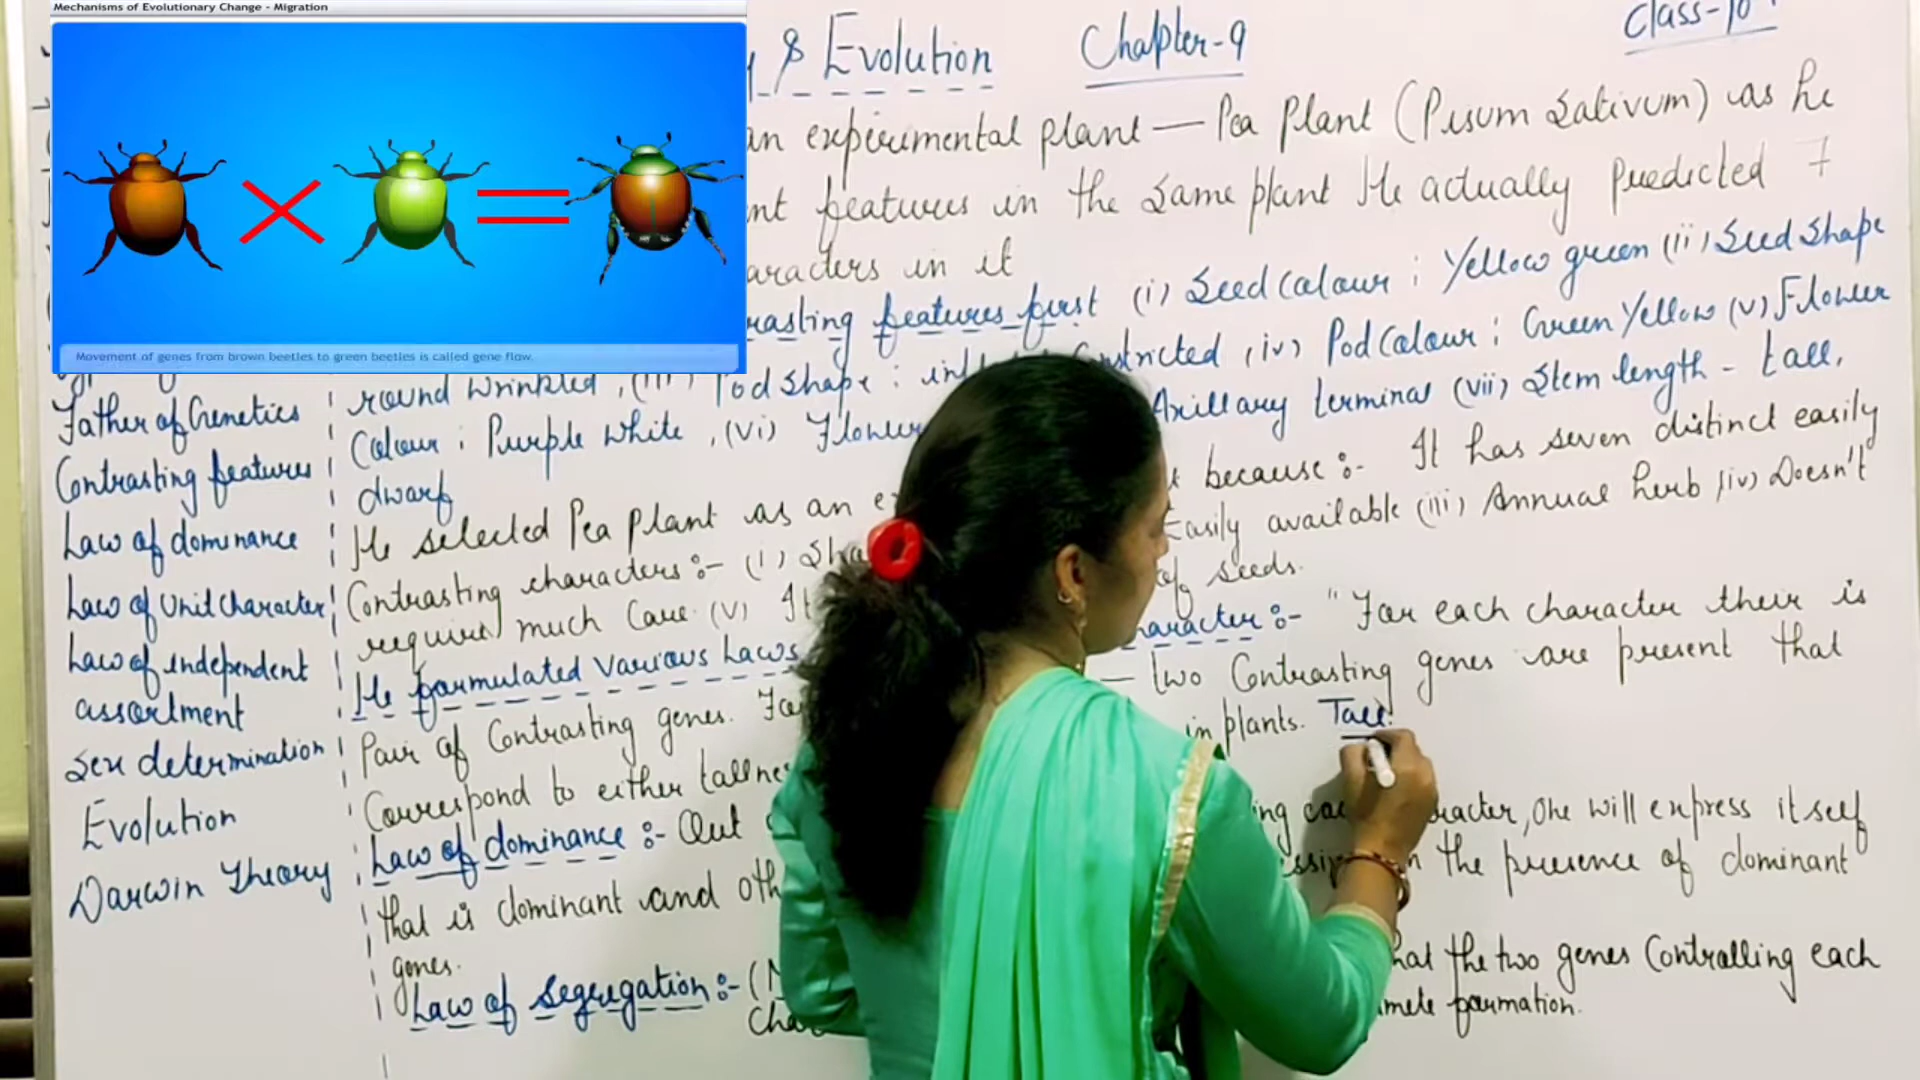 Mechanisms of Evolutionary Change - Migration
Movement of genes from brown beetles to green beetles is called gene flow.
& Evolution Chapter-9
Class-10
an experimental plant — Pea Plant (Pisum Sativum) as he
features in the same plant He actually predicted 7
in it
features first (i) Seed Colour : Yellow green (ii) Seed Shape
round wrinkled, (iii) Pod Shape : (iv) Pod Colour : Green Yellow (v) Flower
Colour : Purple white, (vi) Flower Axillary terminal (vii) Stem length - tall,
dwarf
He selected Pea plant as an because :- It has seven distinct easily
Contrasting characters :- (i) Easily available (iii) Annual herb (iv) Doesn't
required much care. (v) It of seeds.
He formulated various Laws :- "For each character their is
Pair of Contrasting genes. For — two Contrasting genes are present that
Correspond to either in plants. Tall
Law of dominance :- Out one will express itself
that is dominant and in the presence of dominant
genes.
Law of segregation :- the two genes Controlling each
formation.
Father of Genetics
Contrasting features
Law of dominance
Law of Unit Character
Law of independent
assortment
Sex determination
Evolution
Darwin Theory